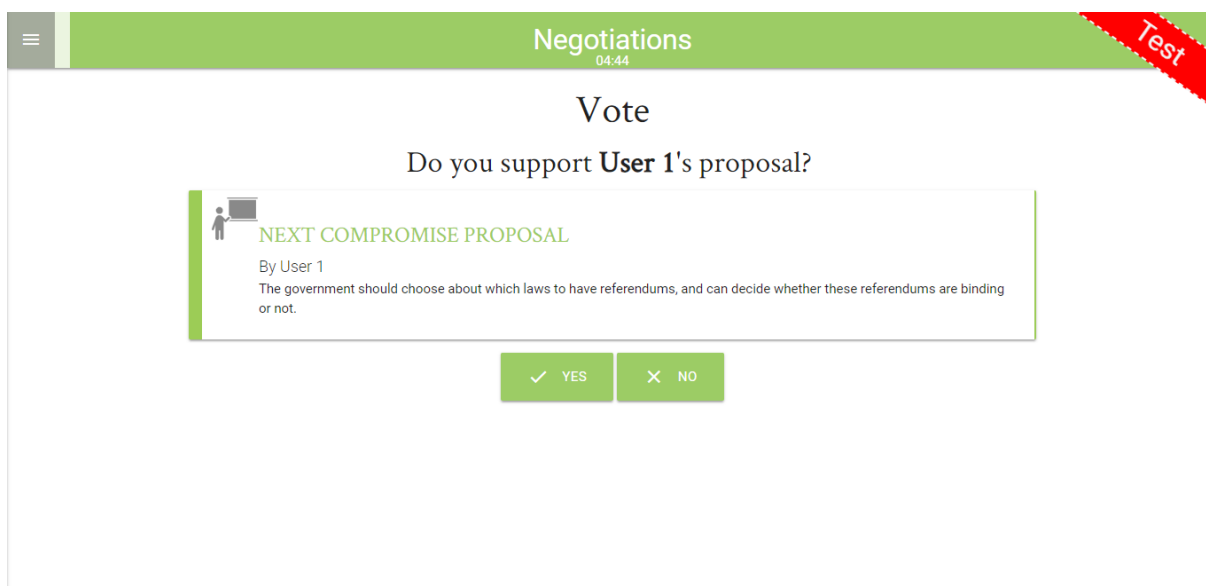 Negotiations
04:44
Test
Vote
Do you support User 1's proposal?
NEXT COMPROMISE PROPOSAL
By User 1
The government should choose about which laws to have referendums, and can decide whether these referendums are binding
or not.
YES NO